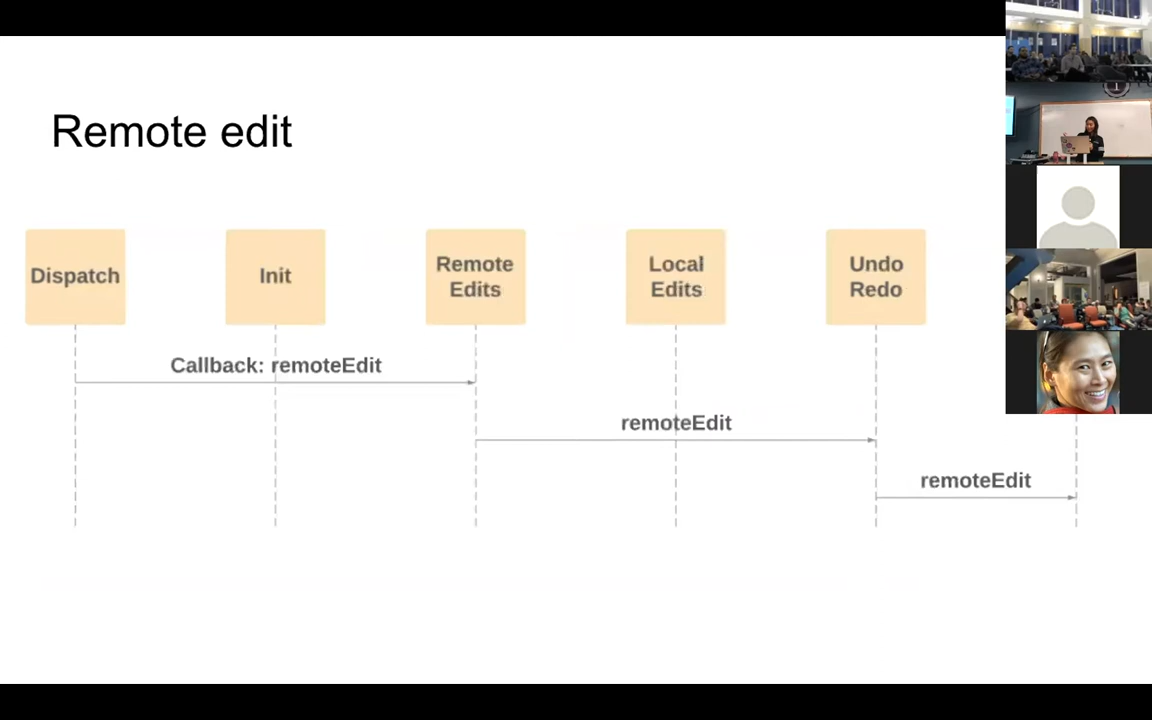 Remote edit
Dispatch
Init
Remote
Edits
Local
Edits
Undo
Redo
Callback: remoteEdit
remoteEdit
remoteEdit